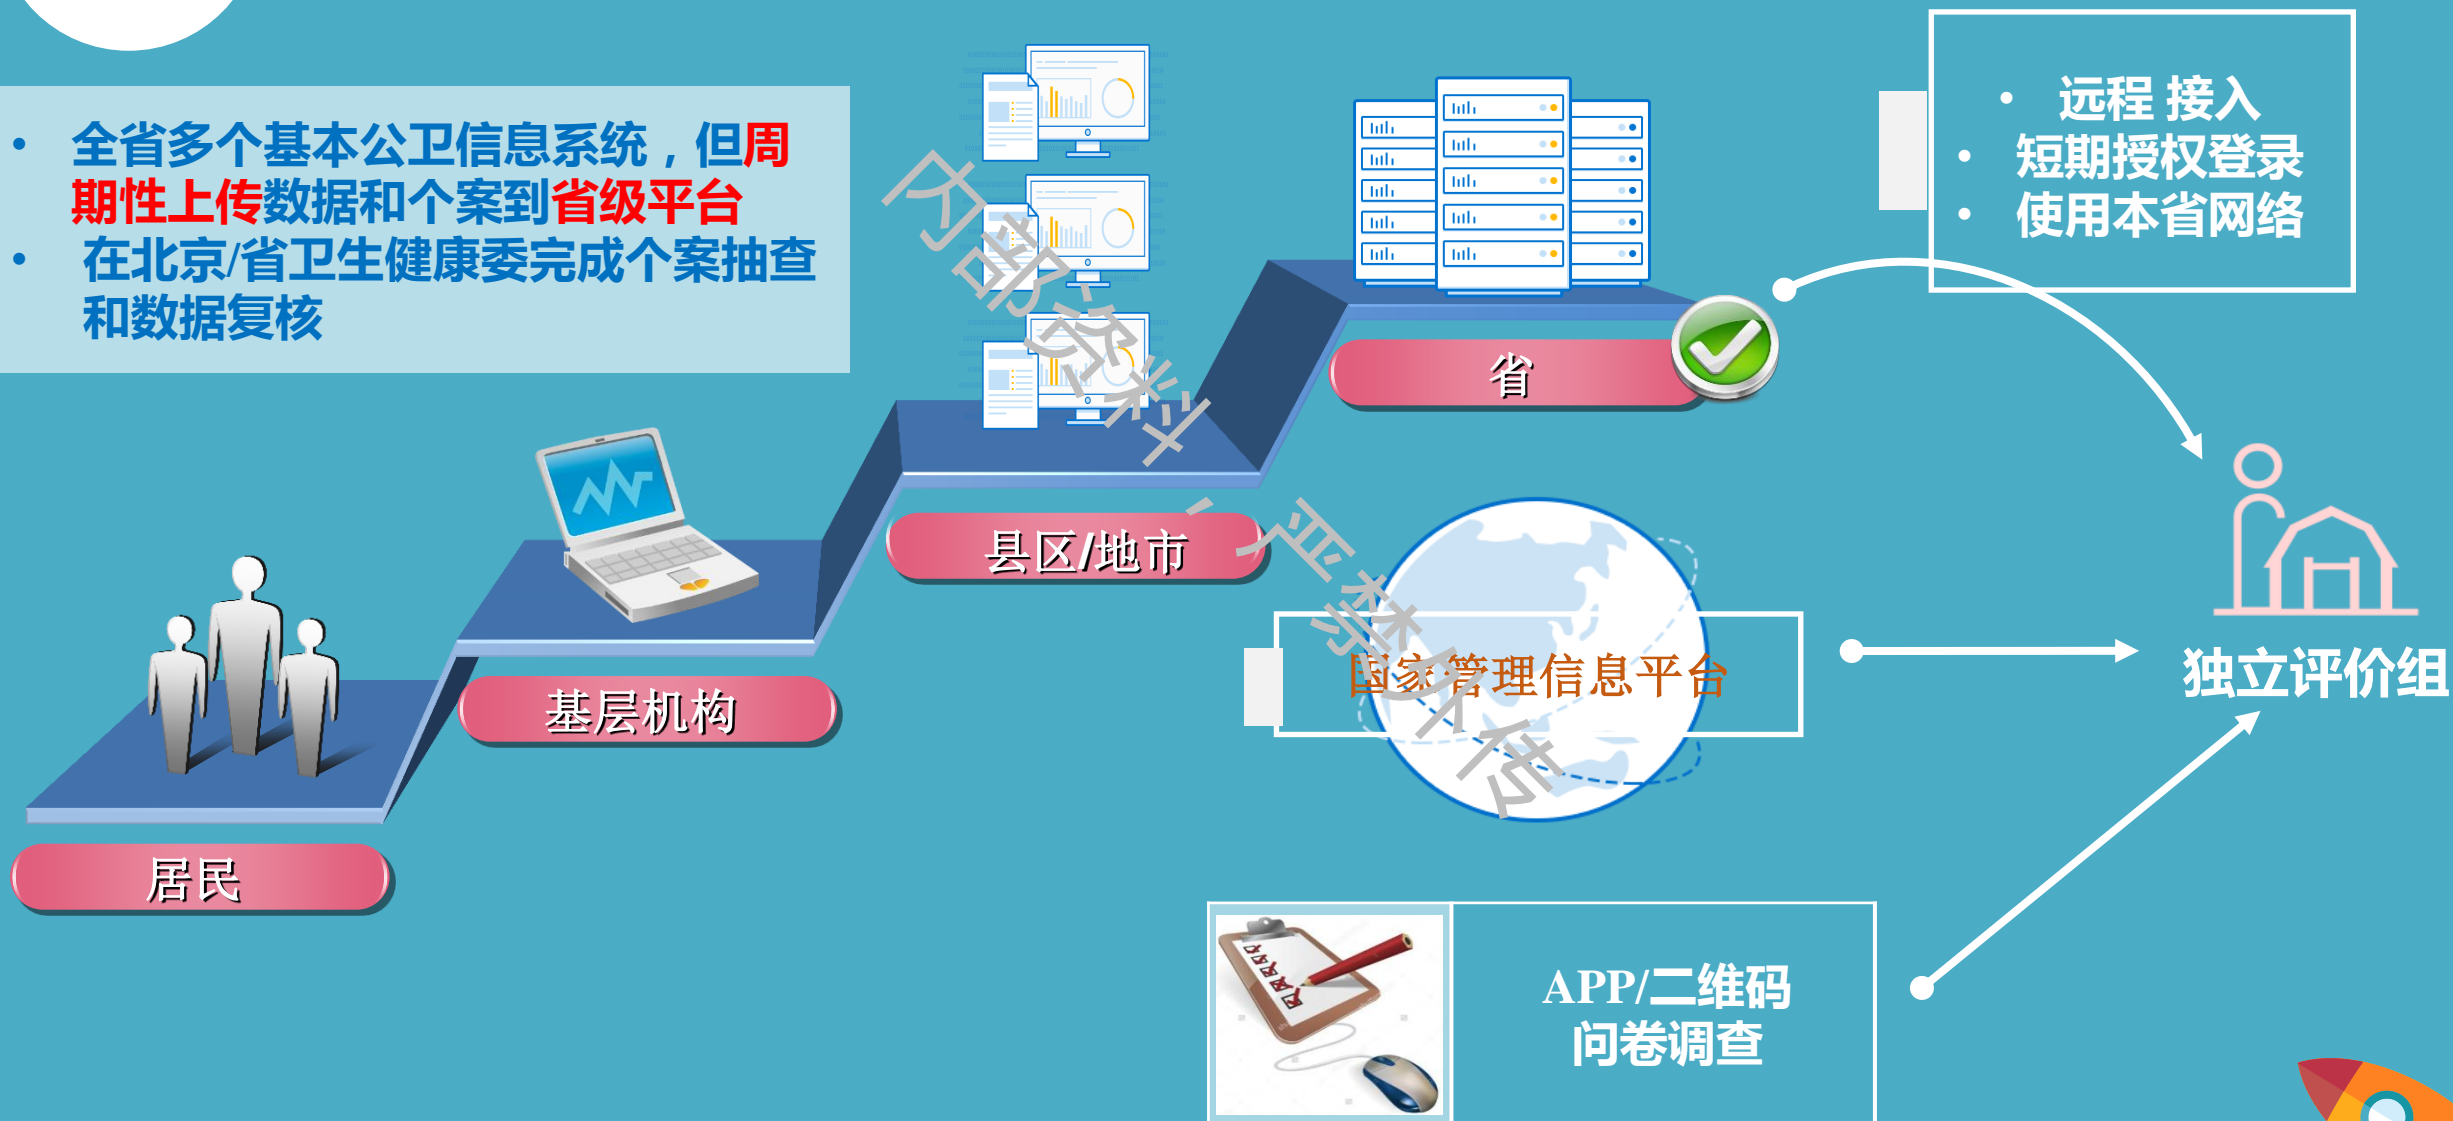 • 全省多个基本公卫信息系统，但周
期性上传数据和个案到省级平台
• 在北京/省卫生健康委完成个案抽查
和数据复核
• 远程 接入
• 短期授权登录
• 使用本省网络
省
县区/地市
基层机构
居民
国家管理信息平台
独立评价组
APP/二维码
问卷调查
内部资料，严禁外传